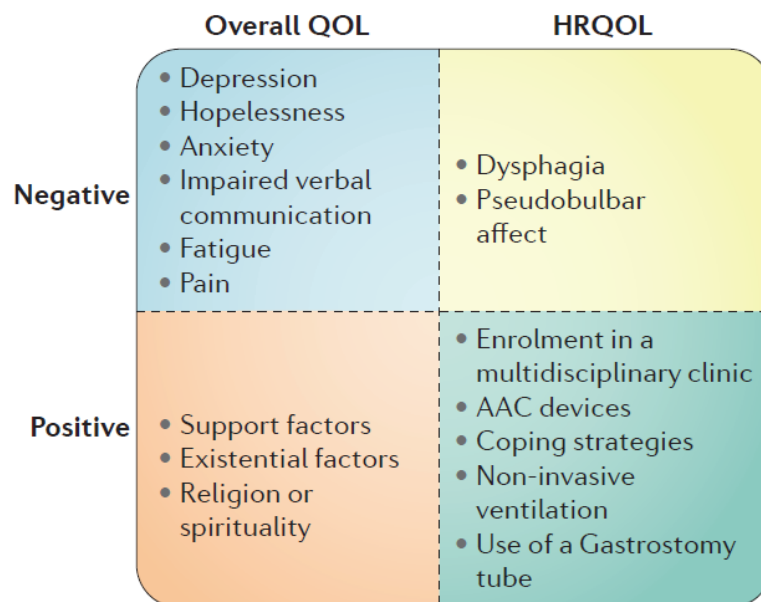 Overall QOL
HRQOL
Negative
• Depression
• Hopelessness
• Anxiety
• Impaired verbal
communication
• Fatigue
• Pain
• Dysphagia
• Pseudobulbar
affect
Positive
• Support factors
• Existential factors
• Religion or
spirituality
• Enrolment in a
multidisciplinary clinic
• AAC devices
• Coping strategies
• Non-invasive
ventilation
• Use of a Gastrostomy
tube